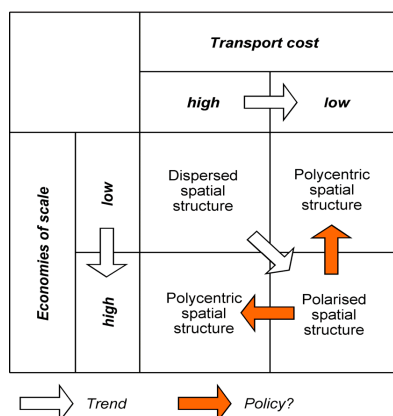 Transport cost
high
low
Economies of scale
low
high
Dispersed
spatial
structure
Polycentric
spatial
structure
Polycentric
spatial
structure
Polarised
spatial
structure
Trend
Policy?